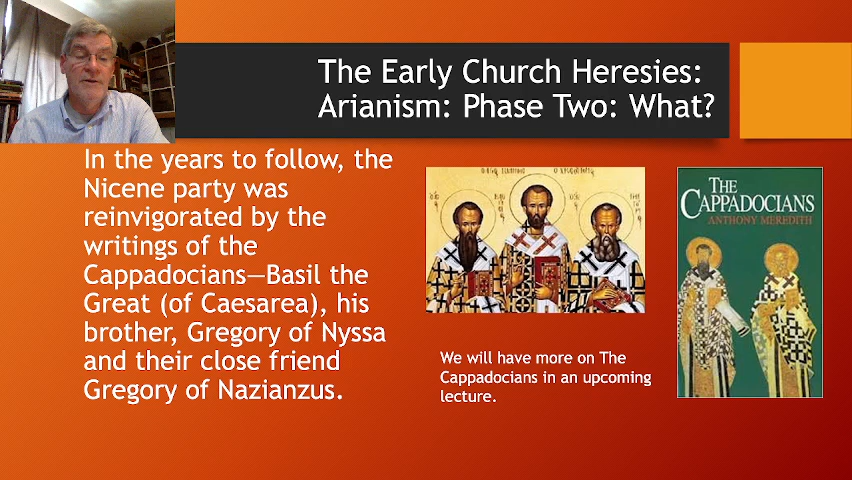 The Early Church Heresies:
Arianism: Phase Two: What?
In the years to follow, the
Nicene party was
reinvigorated by the
writings of the
Cappadocians—Basil the
Great (of Caesarea), his
brother, Gregory of Nyssa
and their close friend
Gregory of Nazianzus.
We will have more on The
Cappadocians in an upcoming
lecture.
THE
CAPPADOCIANS
ANTHONY MEREDITH